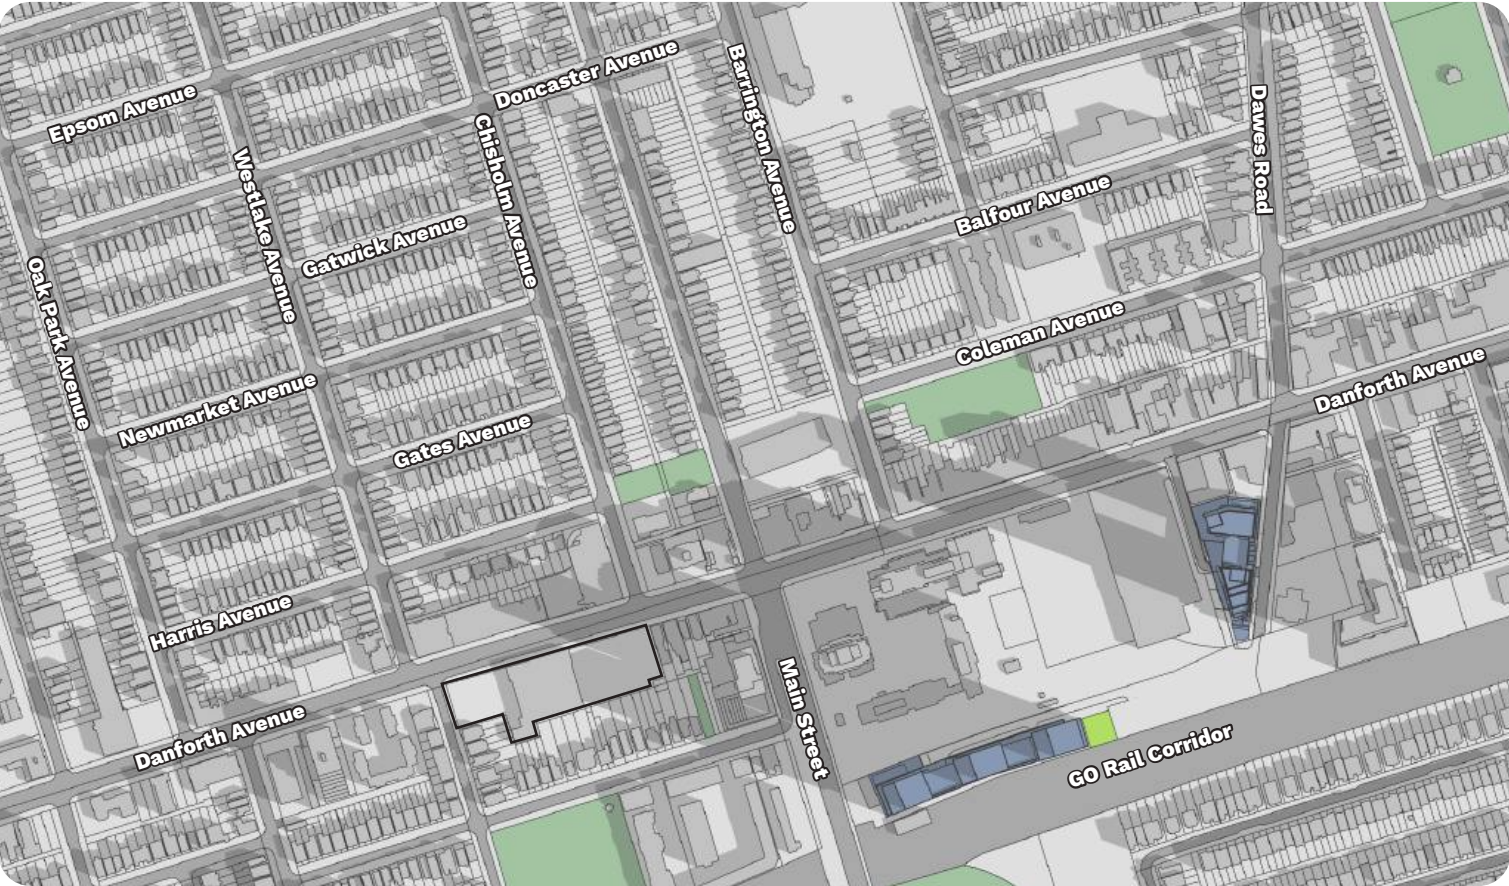 Epsom Avenue
Doncaster Avenue
Barrington Avenue
Dawes Road
Chisholm Avenue
Westlake Avenue
Gatwick Avenue
Balfour Avenue
Oak Park Avenue
Coleman Avenue
Danforth Avenue
Newmarket Avenue
Gates Avenue
Harris Avenue
Danforth Avenue
Main Street
GO Rail Corridor